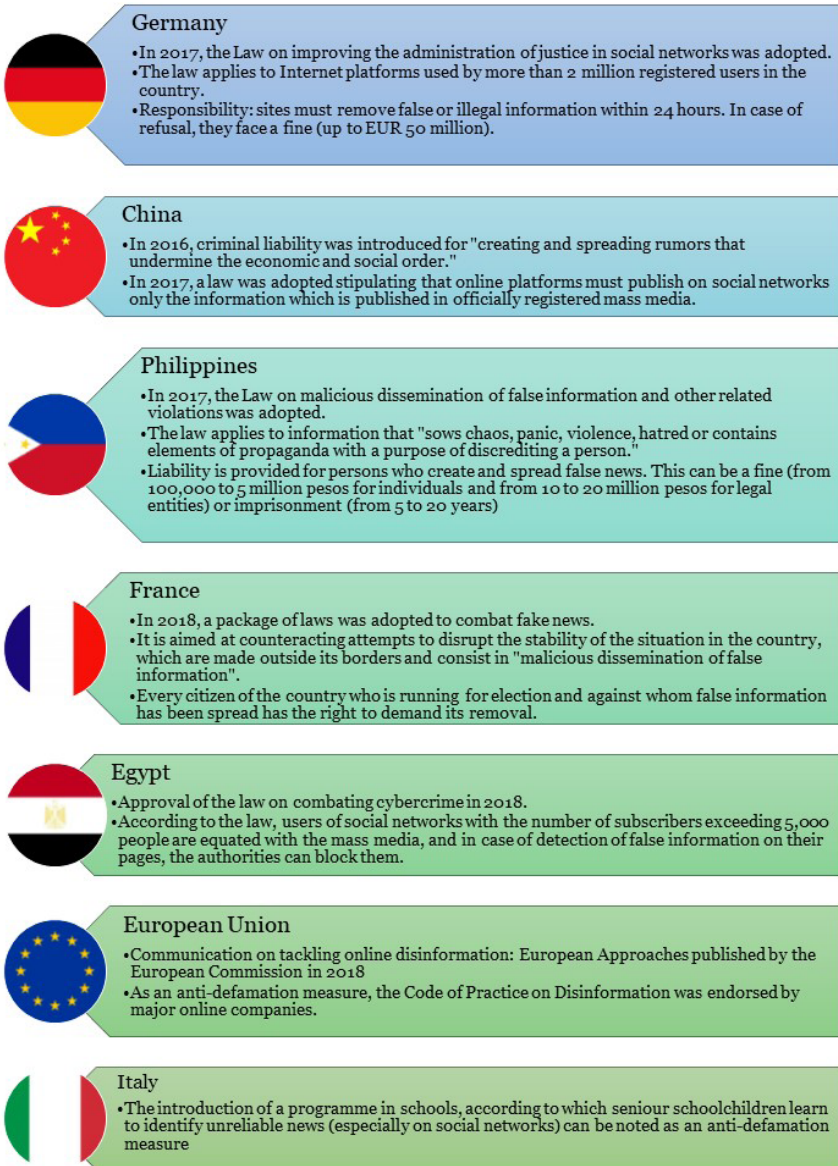 Germany
•In 2017, the Law on improving the administration of justice in social networks was adopted.
•The law applies to Internet platforms used by more than 2 million registered users in the
country.
•Responsibility: sites must remove false or illegal information within 24 hours. In case of
refusal, they face a fine (up to EUR 50 million).
China
•In 2016, criminal liability was introduced for "creating and spreading rumors that
undermine the economic and social order."
•In 2017, a law was adopted stipulating that online platforms must publish on social networks
only the information which is published in officially registered mass media.
Philippines
•In 2017, the Law on malicious dissemination of false information and other related
violations was adopted.
•The law applies to information that "sows chaos, panic, violence, hatred or contains
elements of propaganda with a purpose of discrediting a person."
•Liability is provided for persons who create and spread false news. This can be a fine (from
100,000 to 5 million pesos for individuals and from 10 to 20 million pesos for legal
entities) or imprisonment (from 5 to 20 years)
France
•In 2018, a package of laws was adopted to combat fake news.
•It is aimed at counteracting attempts to disrupt the stability of the situation in the country,
which are made outside its borders and consist in "malicious dissemination of false
information".
•Every citizen of the country who is running for election and against whom false information
has been spread has the right to demand its removal.
Egypt
•Approval of the law on combating cybercrime in 2018.
•According to the law, users of social networks with the number of subscribers exceeding 5,000
people are equated with the mass media, and in case of detection of false information on their
pages, the authorities can block them.
European Union
•Communication on tackling online disinformation: European Approaches published by the
European Commission in 2018
•As an anti-defamation measure, the Code of Practice on Disinformation was endorsed by
major online companies.
Italy
•The introduction of a programme in schools, according to which seniour schoolchildren learn
to identify unreliable news (especially on social networks) can be noted as an anti-defamation
measure